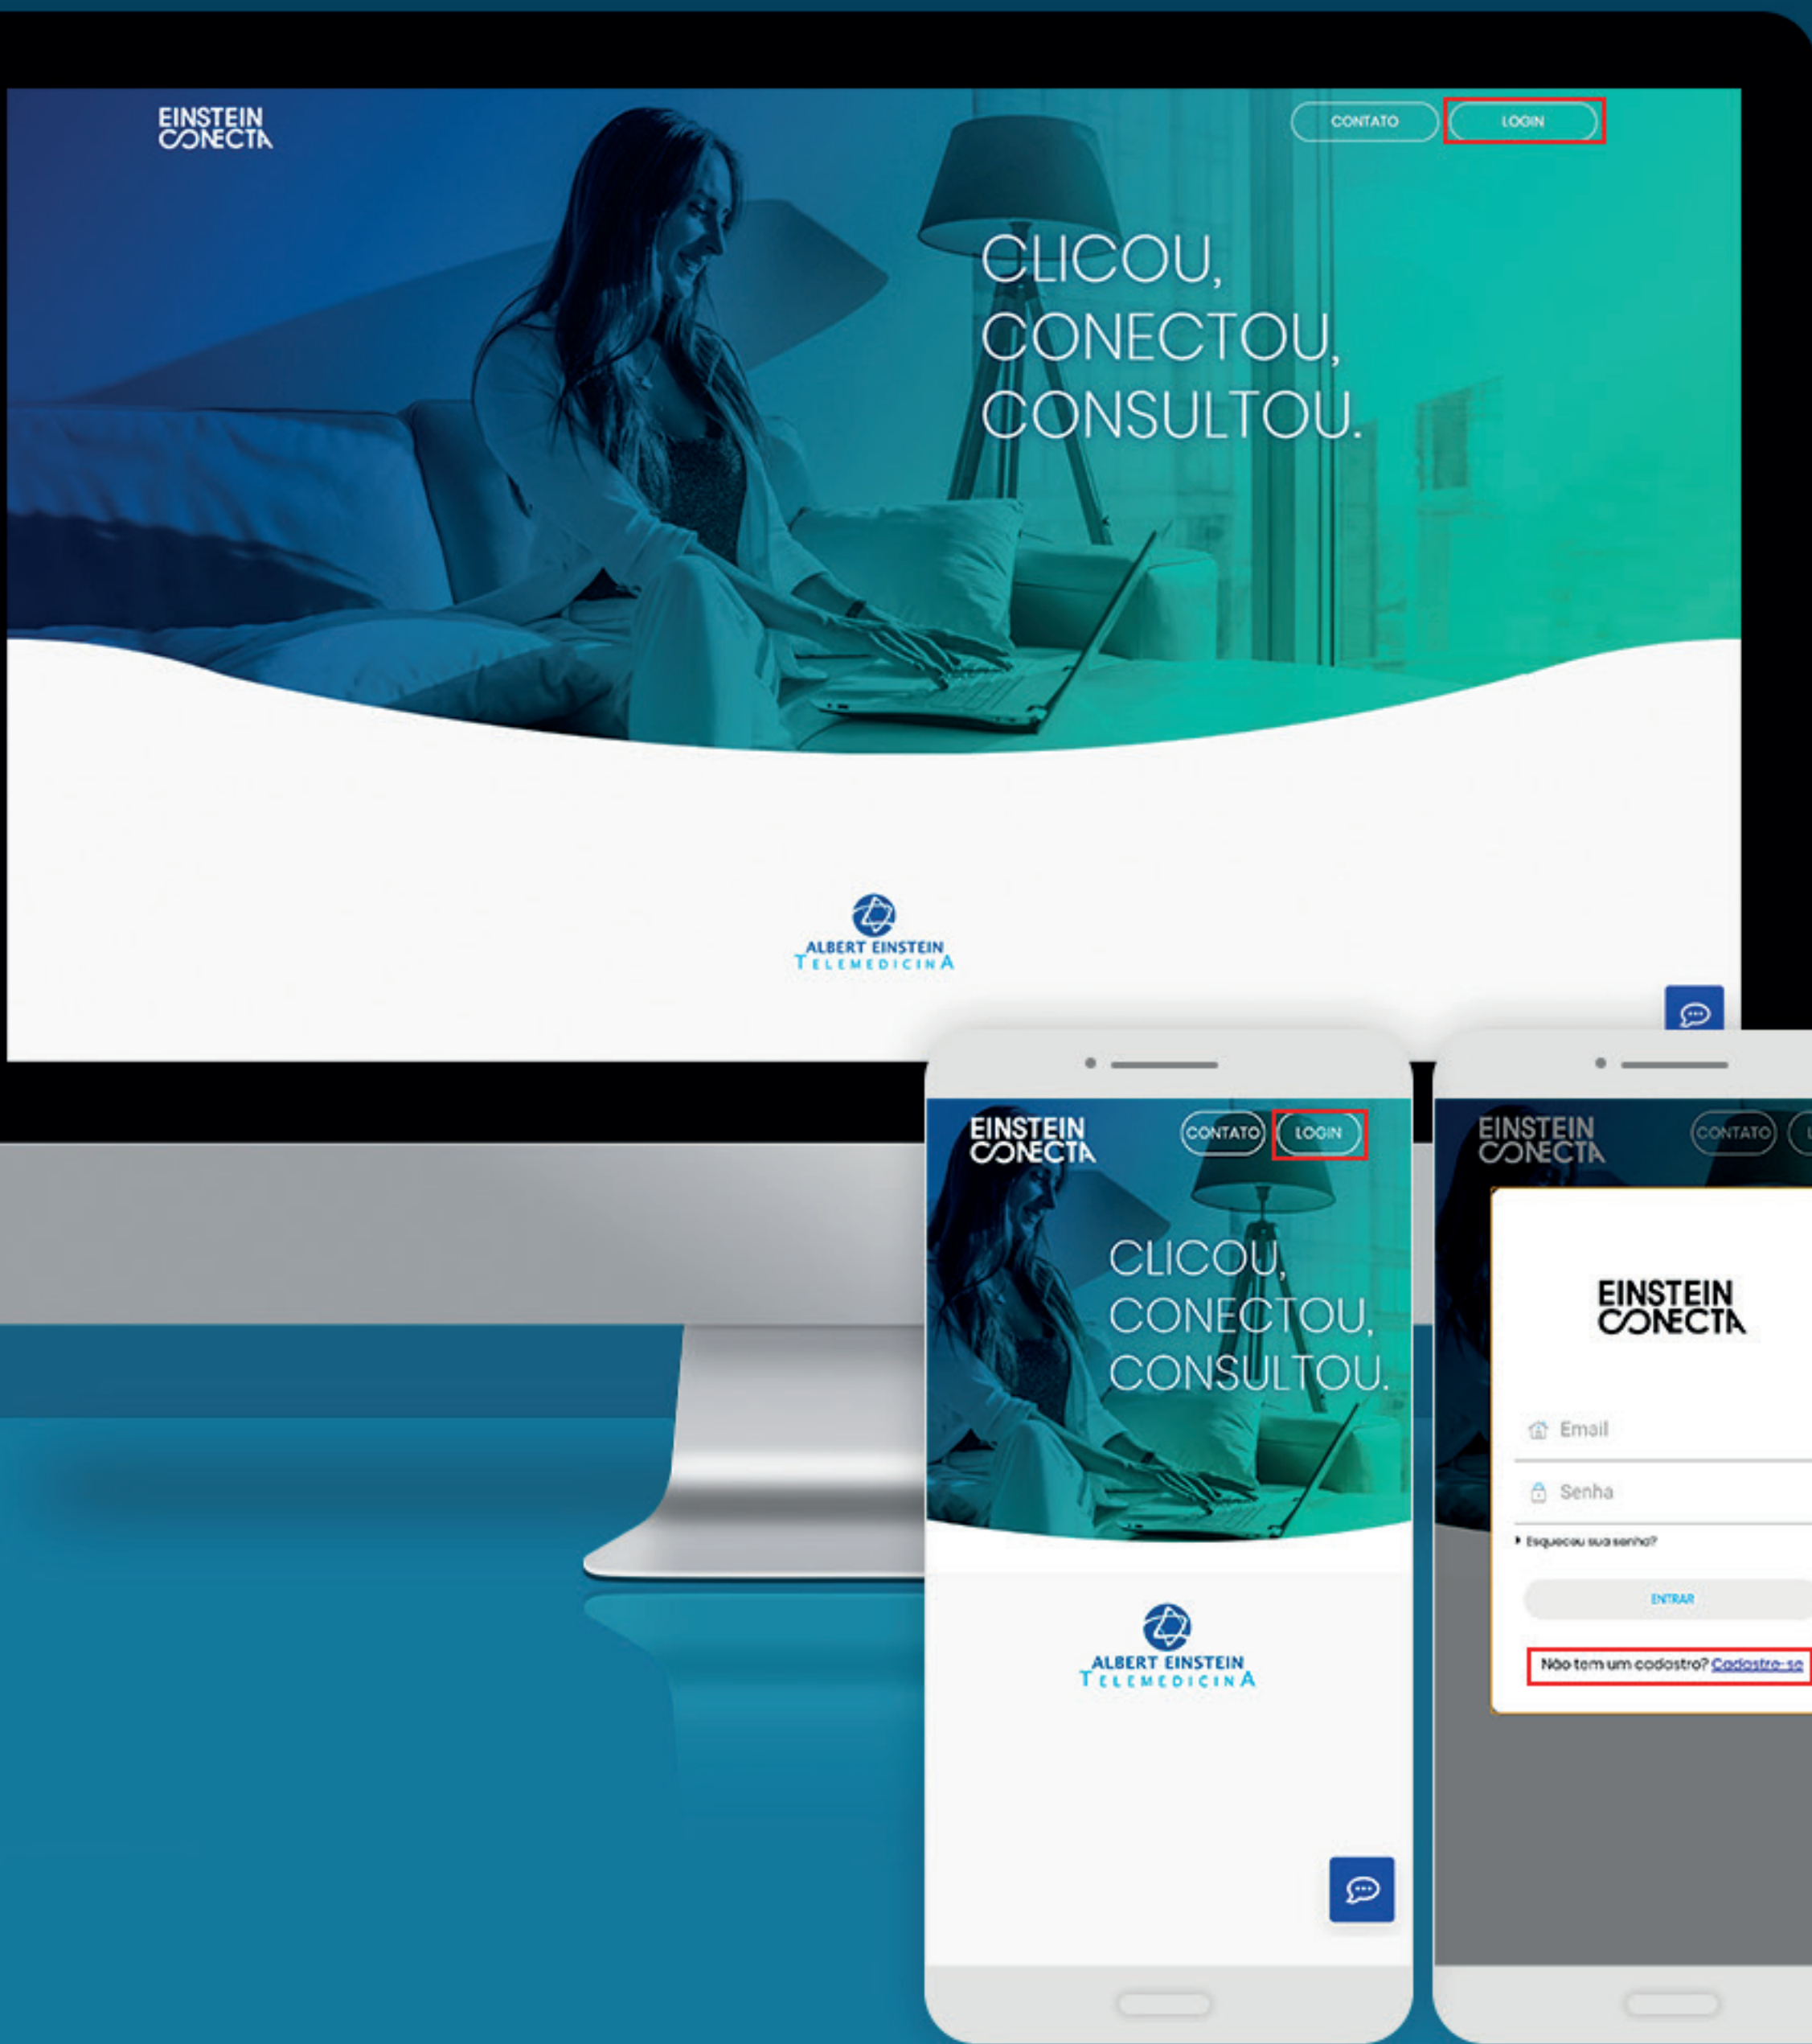 EINSTEIN
CONECTA
CONTATO
LOGIN
CLICOU,
CONECTOU,
CONSULTOU.
ALBERT EINSTEIN
TELEMEDICINA
EINSTEIN
CONECTA
CONTATO
LOGIN
CLICOU,
CONECTOU,
CONSULTOU.
ALBERT EINSTEIN
TELEMEDICINA
EINSTEIN
CONECTA
CONTATO
EINSTEIN
CONECTA
Email
Senha
Esqueceu sua senha?
ENTRAR
Não tem um cadastro? Cadastre-se